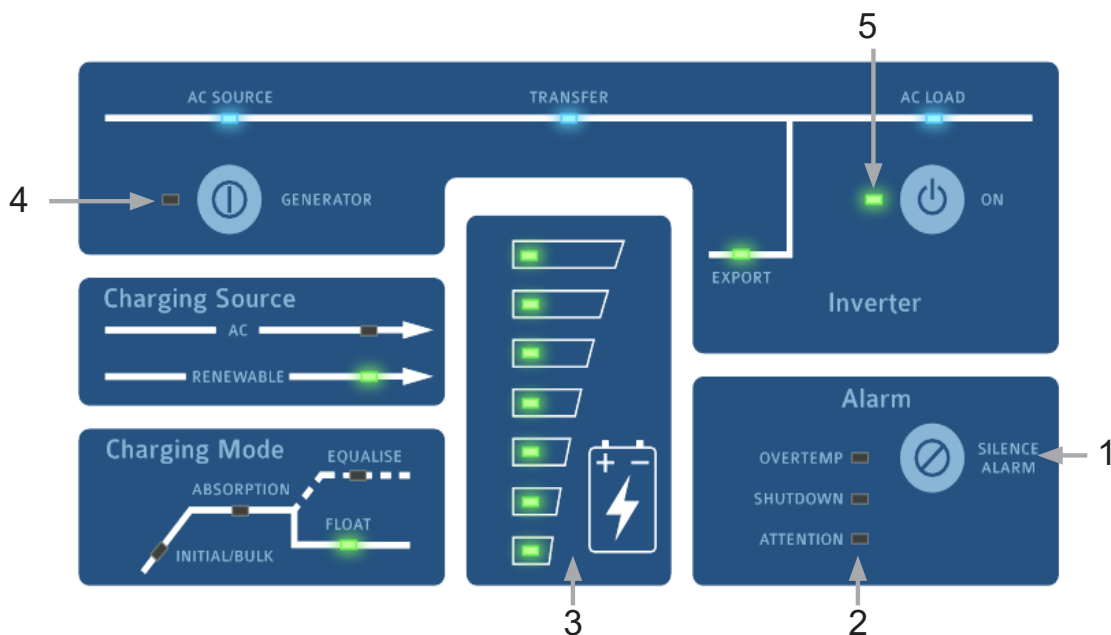 5
AC SOURCE
TRANSFER
AC LOAD
4
GENERATOR
ON
EXPORT
Inverter
Charging Source
AC
RENEWABLE
Charging Mode
EQUALISE
ABSORPTION
FLOAT
INITIAL/BULK
+ −
3
Alarm
OVERTEMP
SILENCE
ALARM
1
SHUTDOWN
ATTENTION
2